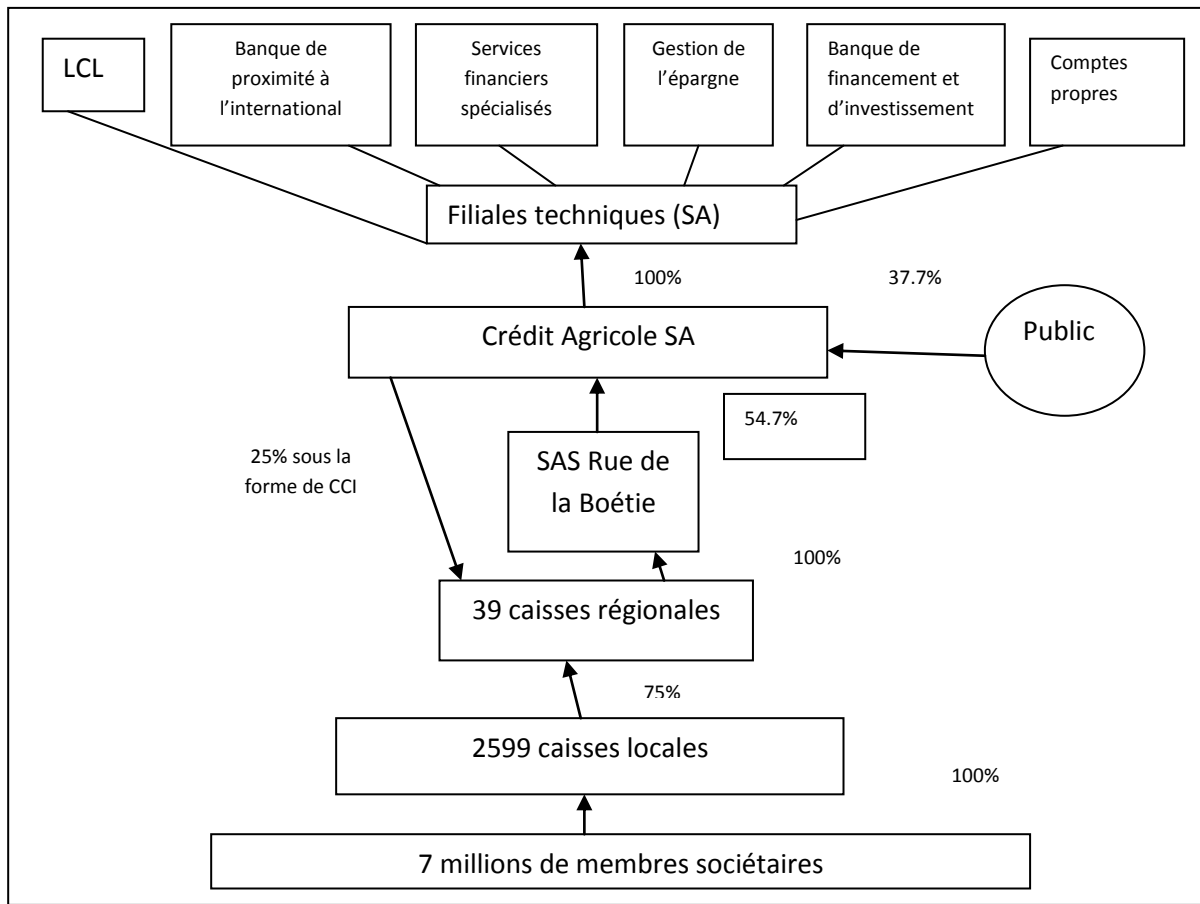 LCL
Banque de
proximité à
l'international
Services
financiers
spécialisés
Gestion de
l'épargne
Banque de
financement et
d'investissement
Comptes
propres
Filiales techniques (SA)
100%
37.7%
Crédit Agricole SA
Public
54.7%
25% sous la
forme de CCI
SAS Rue de
la Boétie
100%
39 caisses régionales
75%
2599 caisses locales
100%
7 millions de membres sociétaires